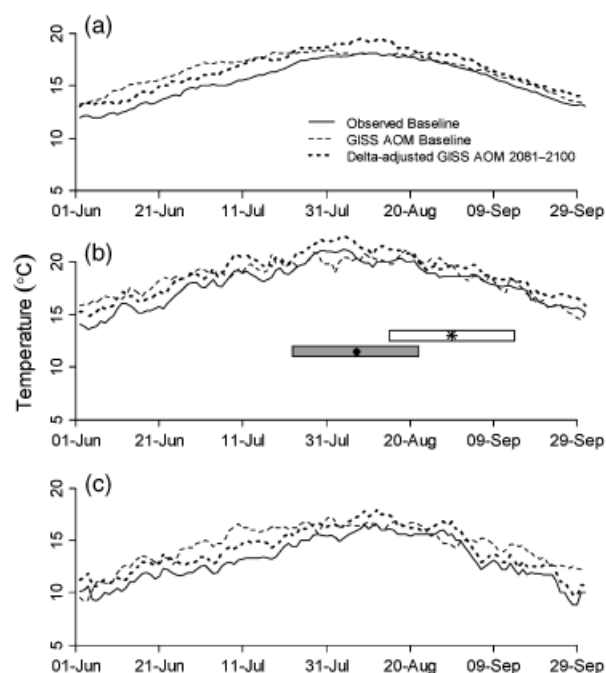 (a)
20
15
10
5
Observed Baseline
GISS AOM Baseline
Delta-adjusted GISS AOM 2081–2100
01-Jun 21-Jun 11-Jul 31-Jul 20-Aug 09-Sep 29-Sep
Temperature (°C)
(b)
20
15
10
5
01-Jun 21-Jun 11-Jul 31-Jul 20-Aug 09-Sep 29-Sep
(c)
20
15
10
5
01-Jun 21-Jun 11-Jul 31-Jul 20-Aug 09-Sep 29-Sep